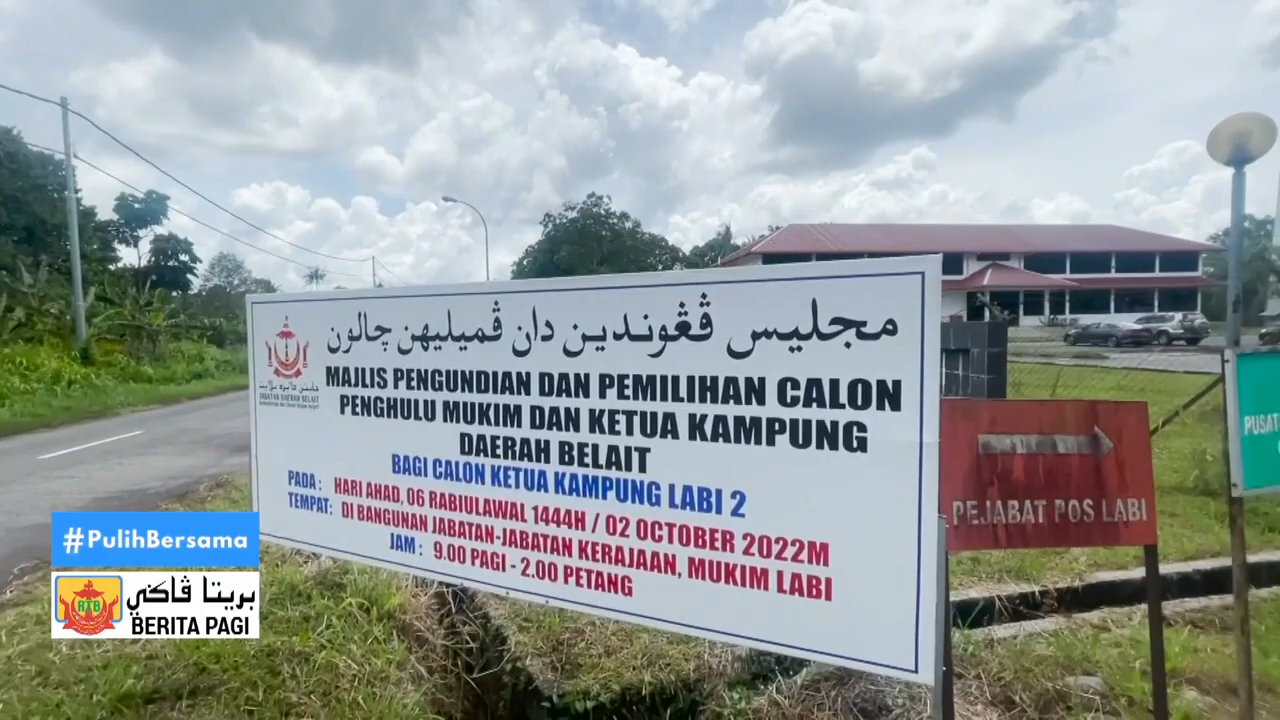 مجليس ڤڠوندين دان ڤميليهن چالون
MAJLIS PENGUNDIAN DAN PEMILIHAN CALON
PENGHULU MUKIM DAN KETUA KAMPUNG
DAERAH BELAIT
BAGI CALON KETUA KAMPUNG LABI 2
PADA : HARI AHAD, 06 RABIULAWAL 1444H / 02 OCTOBER 2022M
TEMPAT: DI BANGUNAN JABATAN-JABATAN KERAJAAN, MUKIM LABI
JAM : 9.00 PAGI - 2.00 PETANG
JABATAN DAERAH BELAIT
PEJABAT POS LABI
PUSAT
#PulihBersama
RTB
بريتا ڤاݢي
BERITA PAGI